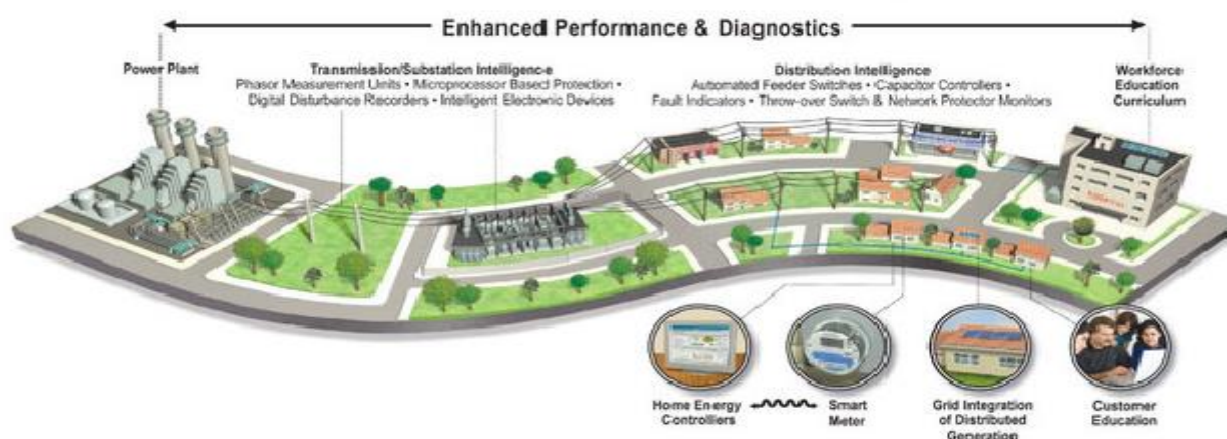 Enhanced Performance & Diagnostics
Power Plant
Transmission/Substation Intelligence
Phasor Measurement Units • Microprocessor Based Protection •
Digital Disturbance Recorders • Intelligent Electronic Devices
Distribution Intelligence
Automated Feeder Switches • Capacitor Controllers •
Fault Indicators • Throw-over Switch & Network Protector Monitors
Workforce
Education
Curriculum
Home Energy
Controllers
Smart
Meter
Grid Integration
of Distributed
Generation
Customer
Education